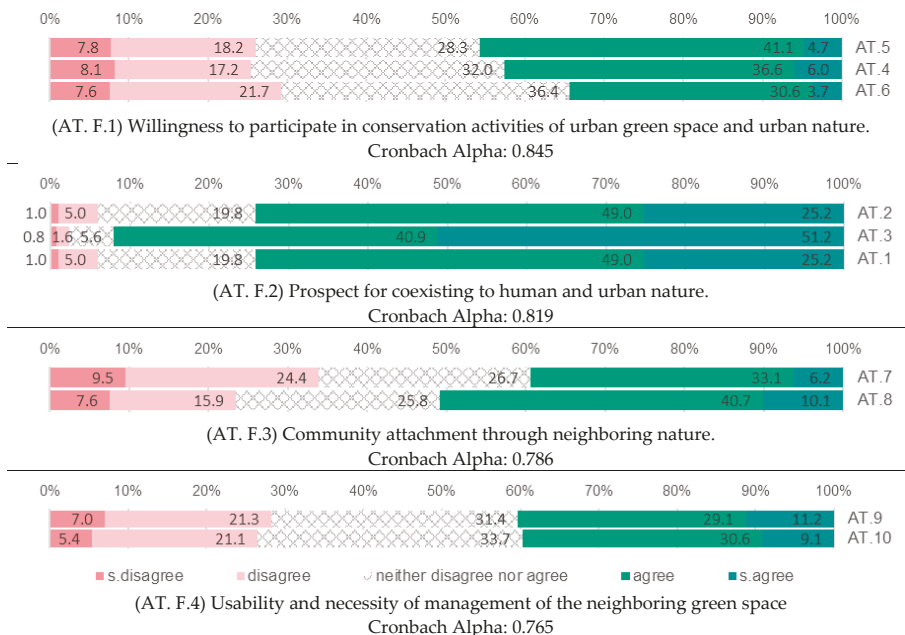 0% 10% 20% 30% 40% 50% 60% 70% 80% 90% 100%
7.8 18.2 28.3 41.1 4.7 AT.5
8.1 17.2 32.0 36.6 6.0 AT.4
7.6 21.7 36.4 30.6 3.7 AT.6
(AT. F.1) Willingness to participate in conservation activities of urban green space and urban nature.
Cronbach Alpha: 0.845
0% 10% 20% 30% 40% 50% 60% 70% 80% 90% 100%
1.0 5.0 19.8 49.0 25.2 AT.2
0.8 1.6 5.6 40.9 51.2 AT.3
1.0 5.0 19.8 49.0 25.2 AT.1
(AT. F.2) Prospect for coexisting to human and urban nature.
Cronbach Alpha: 0.819
0% 10% 20% 30% 40% 50% 60% 70% 80% 90% 100%
9.5 24.4 26.7 33.1 6.2 AT.7
7.6 15.9 25.8 40.7 10.1 AT.8
(AT. F.3) Community attachment through neighboring nature.
Cronbach Alpha: 0.786
0% 10% 20% 30% 40% 50% 60% 70% 80% 90% 100%
7.0 21.3 31.4 29.1 11.2 AT.9
5.4 21.1 33.7 30.6 9.1 AT.10
s.disagree disagree neither disagree nor agree agree s.agree
(AT. F.4) Usability and necessity of management of the neighboring green space
Cronbach Alpha: 0.765